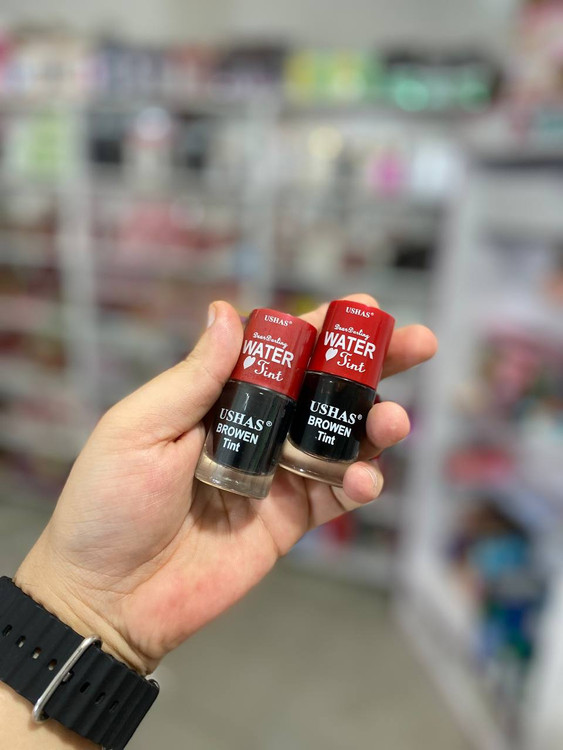 USHAS®
Dear Darling
WATER
Tint
USHAS®
BROWEN
Tint
USHAS®
Dear Darling
WATER
Tint
USHAS®
BROWEN
.Tint